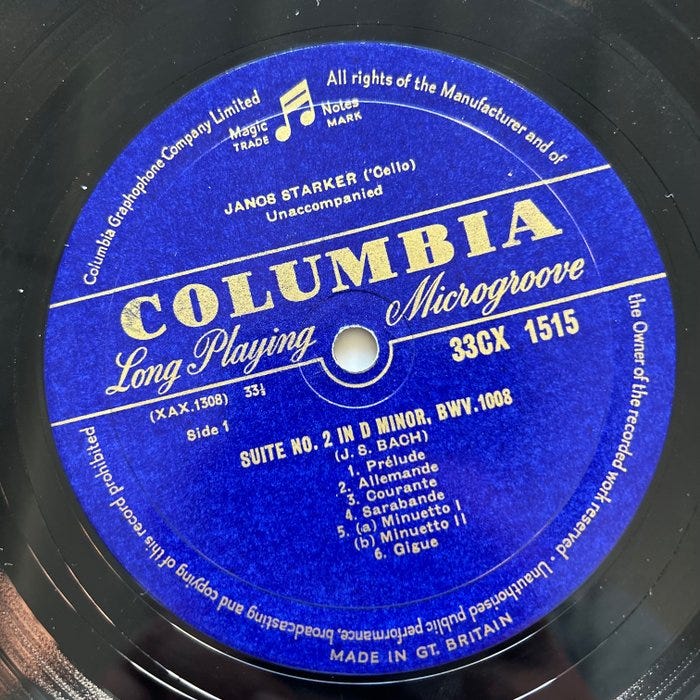 Columbia Graphophone Company Limited
All rights of the Manufacturer and of
the Owner of the recorded work reserved · Unauthorised public performance, broadcasting and copying of this record prohibited
Magic Notes
TRADE MARK
JANOS STARKER ('Cello)
Unaccompanied
COLUMBIA
Long Playing Microgroove
33CX 1515
(XAX.1308) 33⅓
Side 1
SUITE NO. 2 IN D MINOR, BWV.1008
(J. S. BACH)
1. Prélude
2. Allemande
3. Courante
4. Sarabande
5. (a) Minuetto I
(b) Minuetto II
6. Gigue
MADE IN GT. BRITAIN